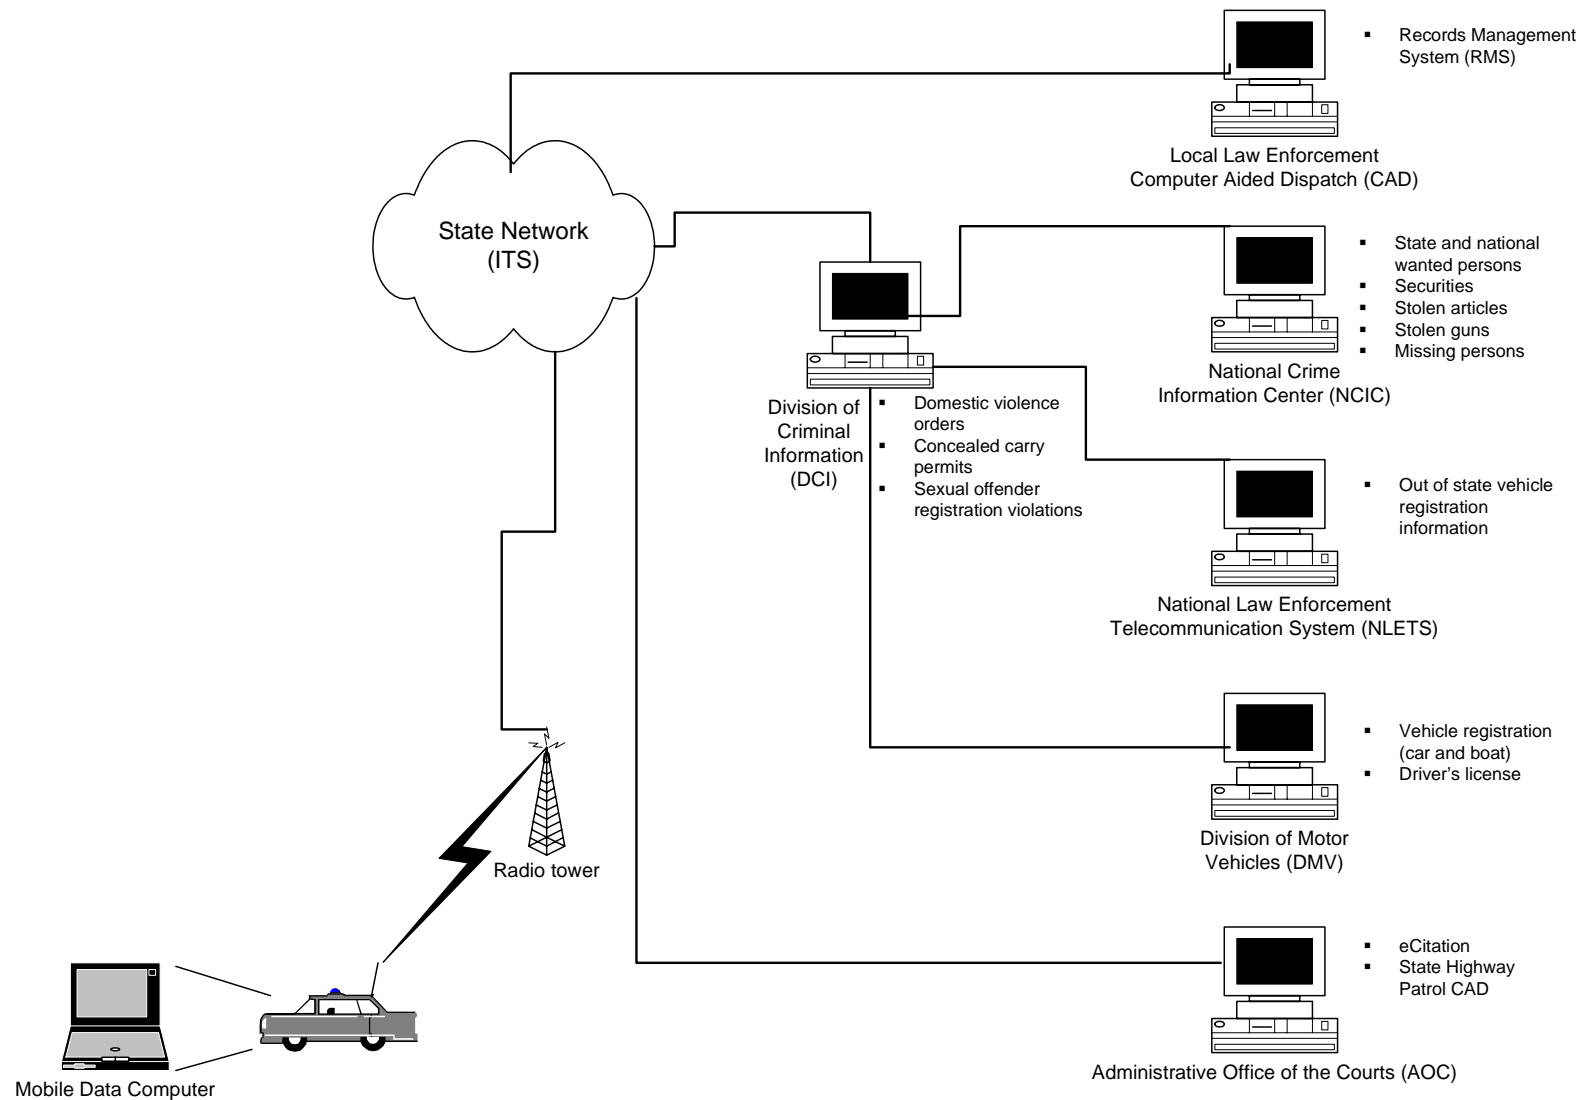 ▪ Records Management
System (RMS)
Local Law Enforcement
Computer Aided Dispatch (CAD)
State Network
(ITS)
▪ State and national
wanted persons
▪ Securities
▪ Stolen articles
▪ Stolen guns
▪ Missing persons
National Crime
Information Center (NCIC)
Division of
Criminal
Information
(DCI)
▪ Domestic violence
orders
▪ Concealed carry
permits
▪ Sexual offender
registration violations
▪ Out of state vehicle
registration
information
National Law Enforcement
Telecommunication System (NLETS)
▪ Vehicle registration
(car and boat)
▪ Driver's license
Division of Motor
Vehicles (DMV)
Radio tower
▪ eCitation
▪ State Highway
Patrol CAD
Administrative Office of the Courts (AOC)
Mobile Data Computer